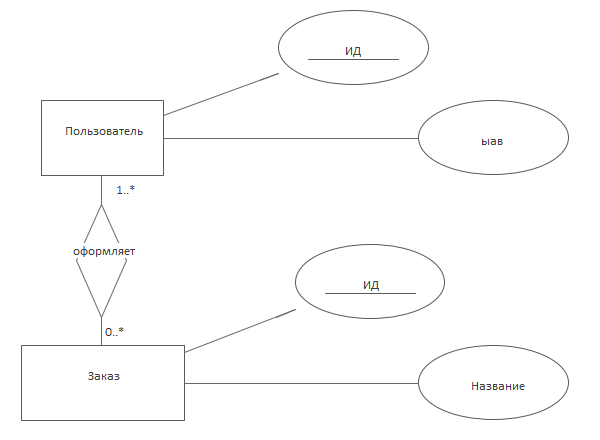 ИД
Пользователь
ыав
1..*
оформляет
ИД
0..*
Заказ
Название